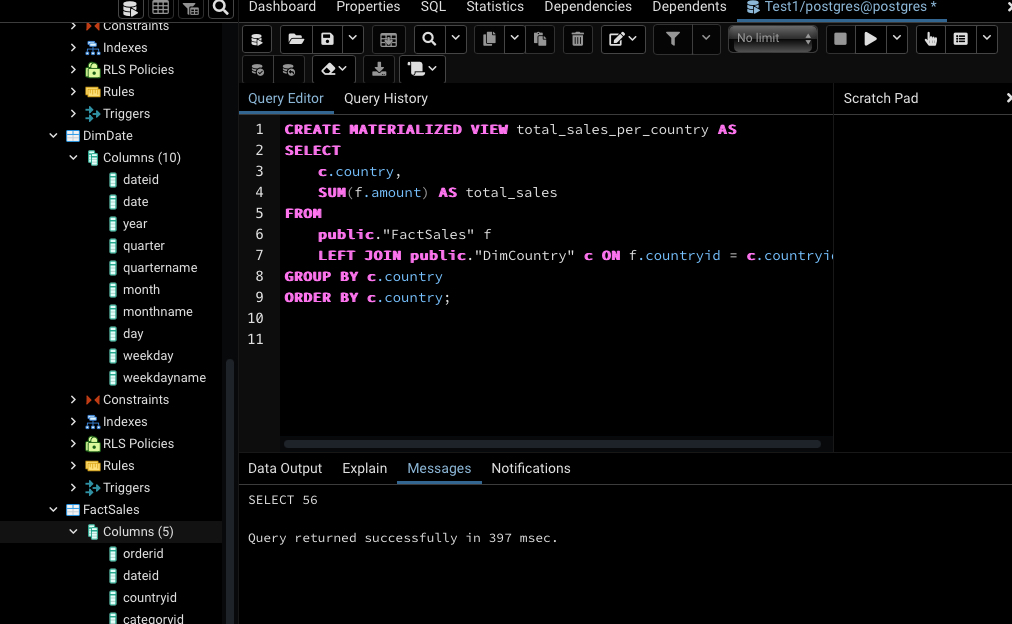 Dashboard Properties SQL Statistics Dependencies Dependents Test1/postgres@postgres *
Constraints
Indexes
RLS Policies
Rules
Triggers
DimDate
Columns (10)
dateid
date
year
quarter
quartername
month
monthname
day
weekday
weekdayname
Constraints
Indexes
RLS Policies
Rules
Triggers
FactSales
Columns (5)
orderid
dateid
countryid
categoryid
No limit
Query Editor Query History
Scratch Pad
1 CREATE MATERIALIZED VIEW total_sales_per_country AS
2 SELECT
3 c.country,
4 SUM(f.amount) AS total_sales
5 FROM
6 public."FactSales" f
7 LEFT JOIN public."DimCountry" c ON f.countryid = c.countryi
8 GROUP BY c.country
9 ORDER BY c.country;
10
11
Data Output Explain Messages Notifications
SELECT 56
Query returned successfully in 397 msec.